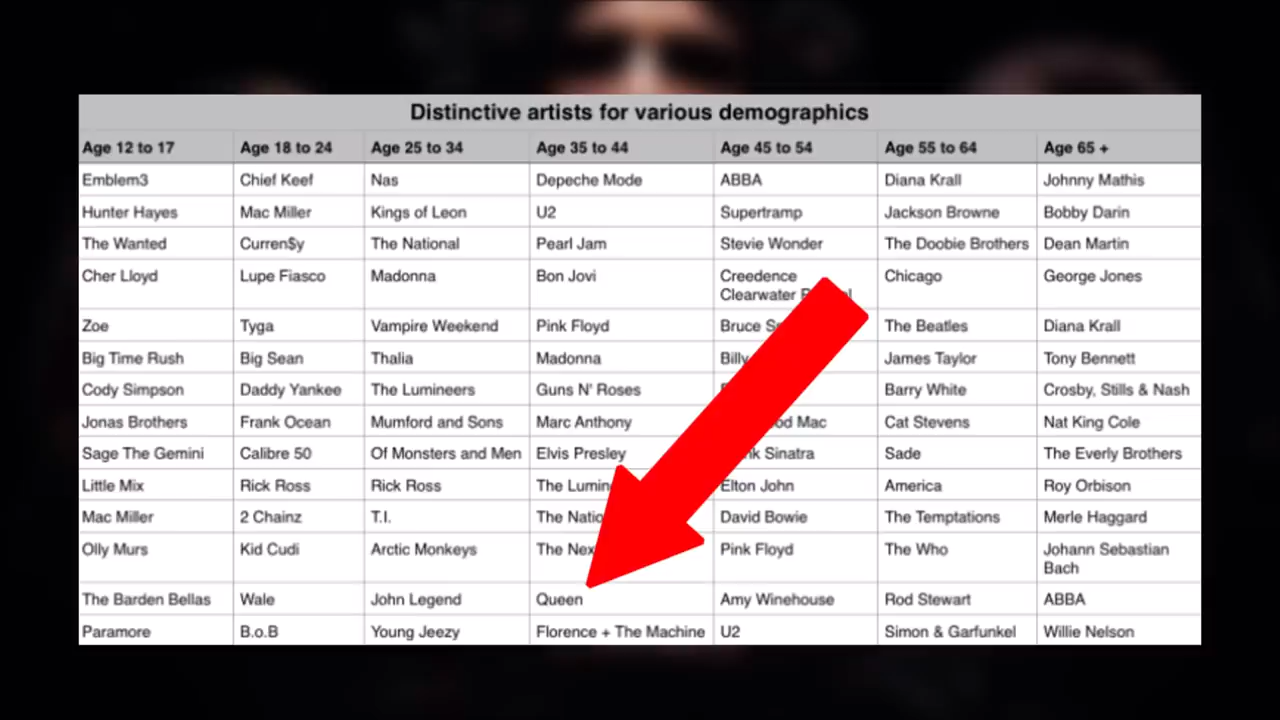 Distinctive artists for various demographics
Age 12 to 17 Age 18 to 24 Age 25 to 34 Age 35 to 44 Age 45 to 54 Age 55 to 64 Age 65 +
Emblem3 Chief Keef Nas Depeche Mode ABBA Diana Krall Johnny Mathis
Hunter Hayes Mac Miller Kings of Leon U2 Supertramp Jackson Browne Bobby Darin
The Wanted Curren$y The National Pearl Jam Stevie Wonder The Doobie Brothers Dean Martin
Cher Lloyd Lupe Fiasco Madonna Bon Jovi Creedence Chicago George Jones
Clearwater
Zoe Tyga Vampire Weekend Pink Floyd Bruce The Beatles Diana Krall
Big Time Rush Big Sean Thalia Madonna Billy James Taylor Tony Bennett
Cody Simpson Daddy Yankee The Lumineers Guns N' Roses Barry White Crosby, Stills & Nash
Jonas Brothers Frank Ocean Mumford and Sons Marc Anthony Mac Cat Stevens Nat King Cole
Sage The Gemini Calibre 50 Of Monsters and Men Elvis Presley Sinatra Sade The Everly Brothers
Little Mix Rick Ross Rick Ross The Elton John America Roy Orbison
Mac Miller 2 Chainz T.I. The David Bowie The Temptations Merle Haggard
Olly Murs Kid Cudi Arctic Monkeys The Pink Floyd The Who Johann Sebastian
Bach
The Barden Bellas Wale John Legend Queen Amy Winehouse Rod Stewart ABBA
Paramore B.o.B Young Jeezy Florence + The Machine U2 Simon & Garfunkel Willie Nelson